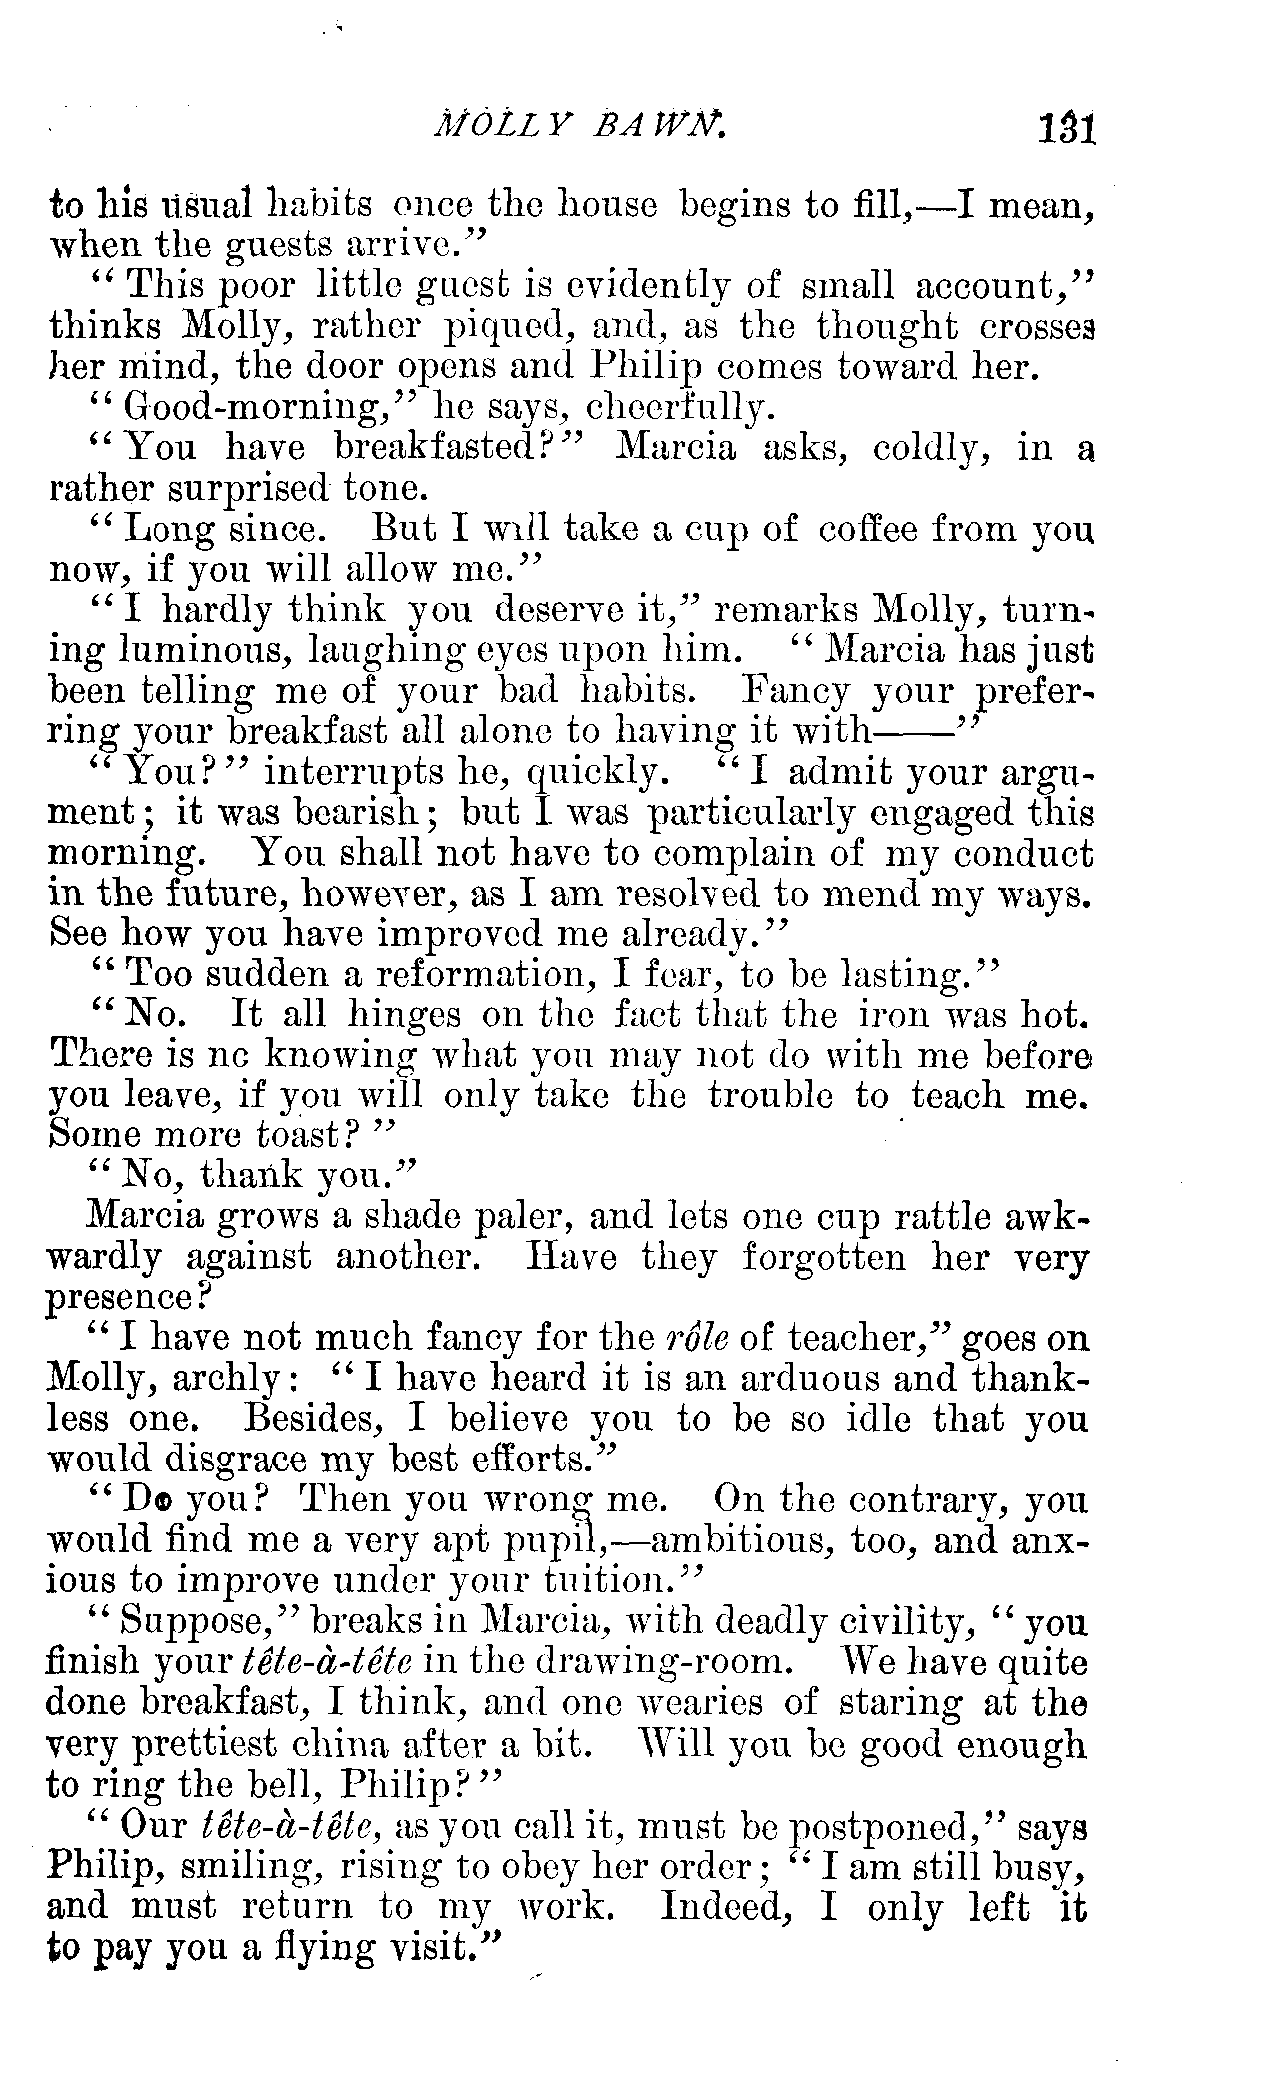 MOLLY BAWN. 131
to his usual habits once the house begins to fill,—I mean,
when the guests arrive."
"This poor little guest is evidently of small account,"
thinks Molly, rather piqued, and, as the thought crosses
her mind, the door opens and Philip comes toward her.
"Good-morning," he says, cheerfully.
"You have breakfasted?" Marcia asks, coldly, in a
rather surprised tone.
"Long since. But I will take a cup of coffee from you
now, if you will allow me."
"I hardly think you deserve it," remarks Molly, turn-
ing luminous, laughing eyes upon him. "Marcia has just
been telling me of your bad habits. Fancy your prefer-
ring your breakfast all alone to having it with——"
"You?" interrupts he, quickly. "I admit your argu-
ment; it was bearish; but I was particularly engaged this
morning. You shall not have to complain of my conduct
in the future, however, as I am resolved to mend my ways.
See how you have improved me already."
"Too sudden a reformation, I fear, to be lasting."
"No. It all hinges on the fact that the iron was hot.
There is no knowing what you may not do with me before
you leave, if you will only take the trouble to teach me.
Some more toast?"
"No, thank you."
Marcia grows a shade paler, and lets one cup rattle awk-
wardly against another. Have they forgotten her very
presence?
"I have not much fancy for the rôle of teacher," goes on
Molly, archly: "I have heard it is an arduous and thank-
less one. Besides, I believe you to be so idle that you
would disgrace my best efforts."
"Do you? Then you wrong me. On the contrary, you
would find me a very apt pupil,—ambitious, too, and anx-
ious to improve under your tuition."
"Suppose," breaks in Marcia, with deadly civility, "you
finish your tête-à-tête in the drawing-room. We have quite
done breakfast, I think, and one wearies of staring at the
very prettiest china after a bit. Will you be good enough
to ring the bell, Philip?"
"Our tête-à-tête, as you call it, must be postponed," says
Philip, smiling, rising to obey her order; "I am still busy,
and must return to my work. Indeed, I only left it
to pay you a flying visit."